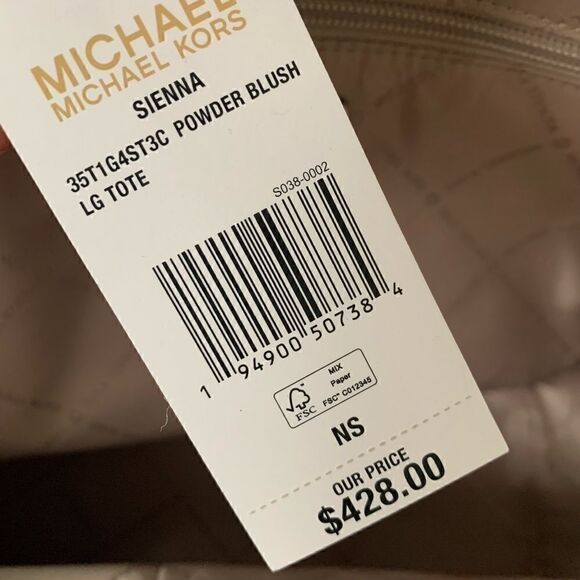 MICHAEL
MICHAEL KORS
SIENNA
35T1G4ST3C POWDER BLUSH
LG TOTE
S038-0002
1 94900 50738 4
FSC
MIX
Paper
FSC™ C012345
NS
OUR PRICE
$428.00